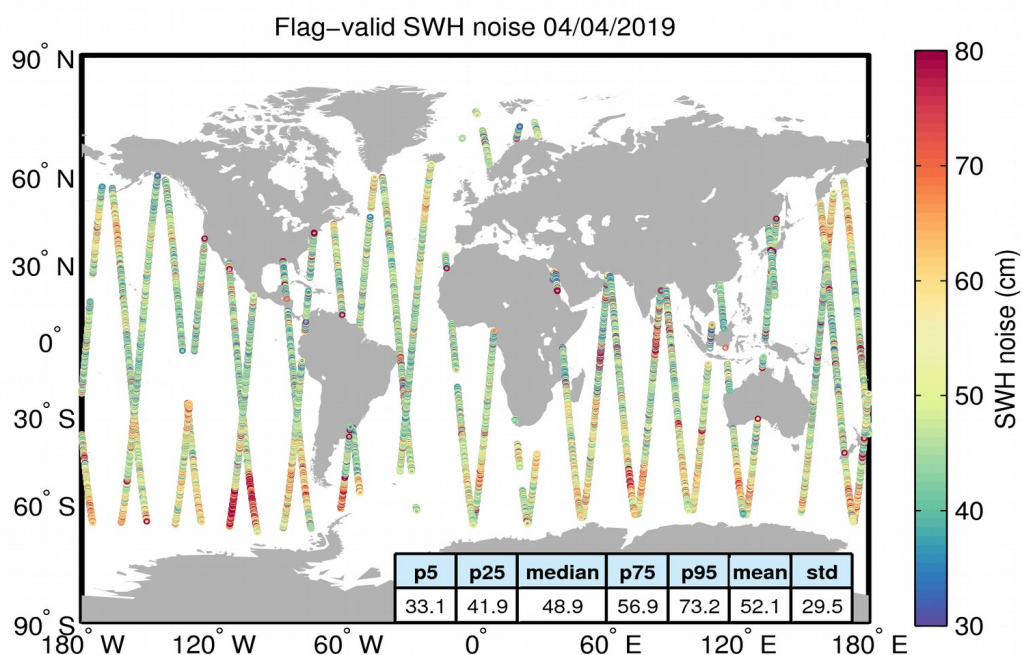 Flag−valid SWH noise 04/04/2019
90° N
60° N
30° N
0°
30° S
60° S
90° S
180° W
120° W
60° W
0°
60° E
120° E
180° E
80
70
60
50
40
30
SWH noise (cm)
p5 p25 median p75 p95 mean std
33.1 41.9 48.9 56.9 73.2 52.1 29.5